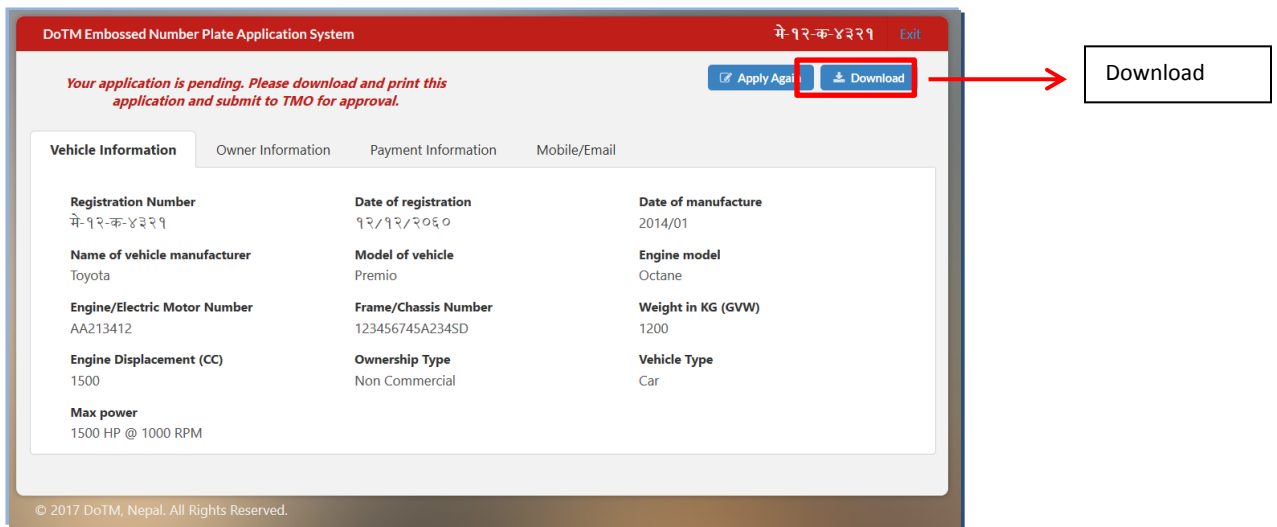 DoTM Embossed Number Plate Application System मे-१२-क-४३२१ Exit
Your application is pending. Please download and print this
application and submit to TMO for approval.
Apply Again Download
Download
Vehicle Information Owner Information Payment Information Mobile/Email
Registration Number Date of registration Date of manufacture
मे-१२-क-४३२१ १२/१२/२०६० 2014/01
Name of vehicle manufacturer Model of vehicle Engine model
Toyota Premio Octane
Engine/Electric Motor Number Frame/Chassis Number Weight in KG (GVW)
AA213412 123456745A234SD 1200
Engine Displacement (CC) Ownership Type Vehicle Type
1500 Non Commercial Car
Max power
1500 HP @ 1000 RPM
© 2017 DoTM, Nepal. All Rights Reserved.